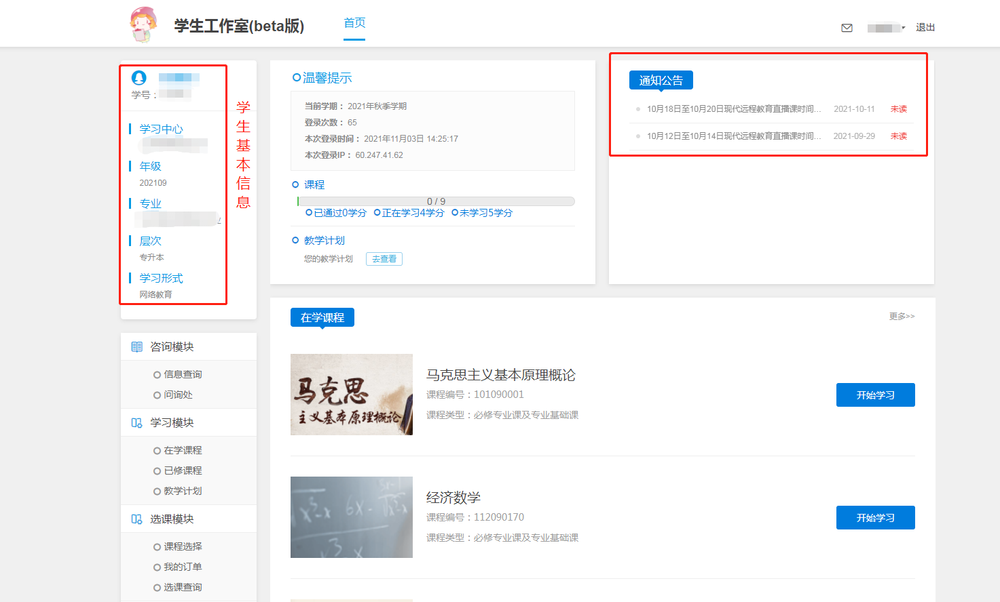 学生工作室(beta版)
首页
退出
学号：
学习中心
年级
202109
专业
层次
专升本
学习形式
网络教育
学生基本信息
温馨提示
当前学期： 2021年秋季学期
登录次数： 65
本次登录时间： 2021年11月03日 14:25:17
本次登录IP： 60.247.41.62
课程
0 / 9
已通过0学分 正在学习4学分 未学习5学分
教学计划
您的教学计划 去查看
通知公告
10月18日至10月20日现代远程教育直播课时间... 2021-10-11 未读
10月12日至10月14日现代远程教育直播课时间... 2021-09-29 未读
咨询模块
信息查询
问询处
学习模块
在学课程
已修课程
教学计划
选课模块
课程选择
我的订单
选课查询
在学课程
更多>>
马克思
主义基本原理概论
马克思主义基本原理概论
课程编号：101090001
课程类型：必修专业课及专业基础课
开始学习
经济数学
课程编号：112090170
课程类型：必修专业课及专业基础课
开始学习